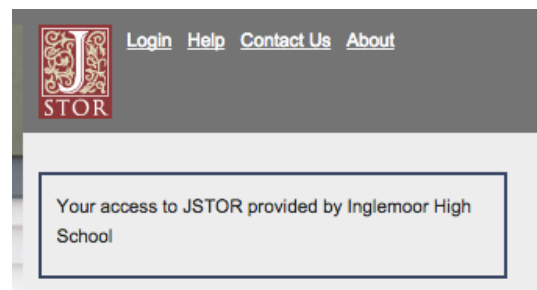 Login Help Contact Us About
J
STOR
Your access to JSTOR provided by Inglemoor High
School